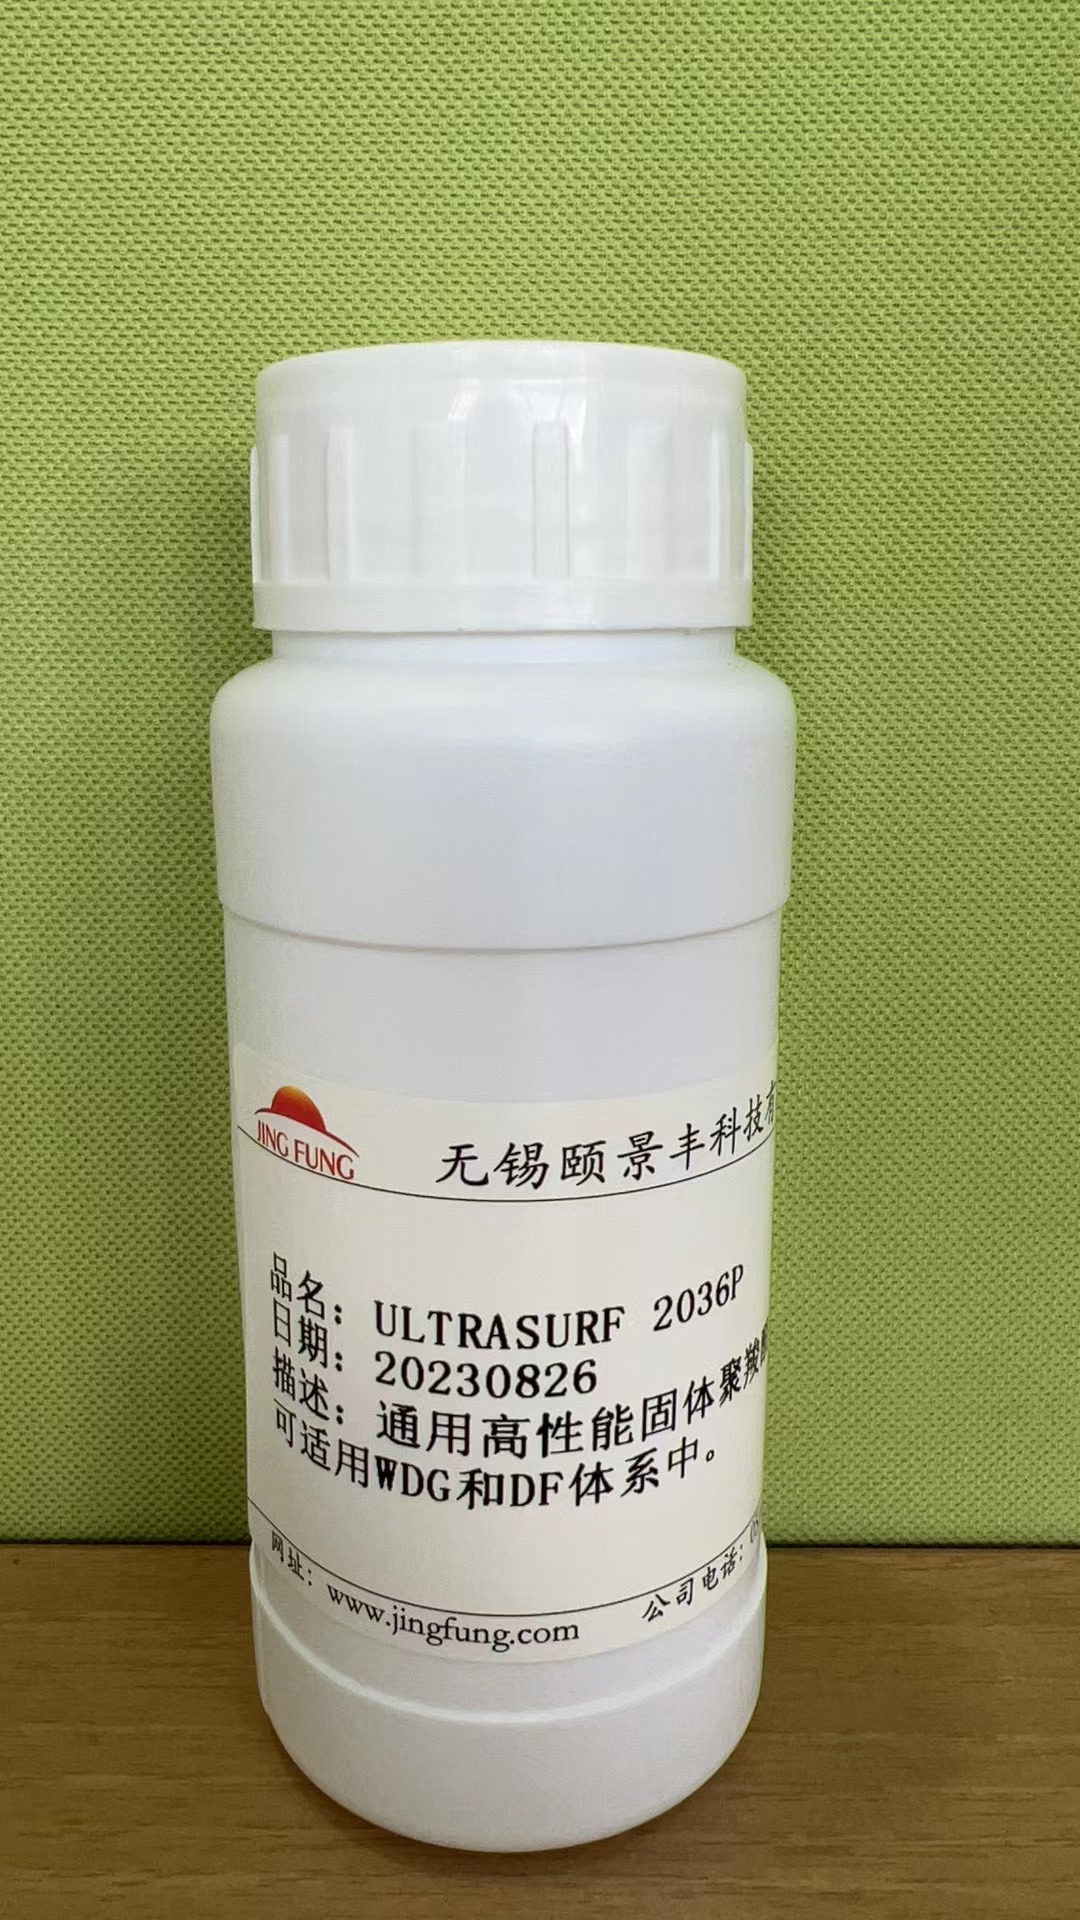 JING FUNG
无锡颐景丰科技有
品名：ULTRASURF 2036P
日期：20230826
描述：通用高性能固体聚羧酸
可适用WDG和DF体系中。
网址：www.jingfung.com
公司电话：